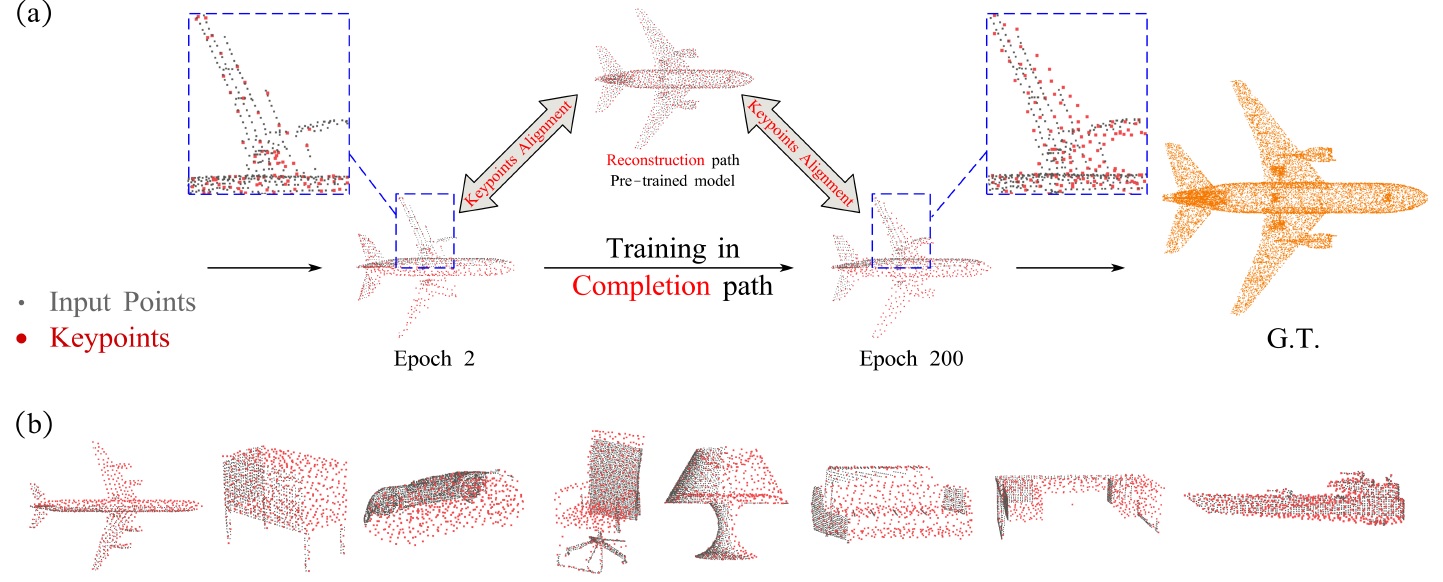 (a)
Keypoints Alignment
Keypoints Alignment
Reconstruction path
Pre-trained model
Training in
Completion path
• Input Points
• Keypoints
Epoch 2
Epoch 200
G.T.
(b)